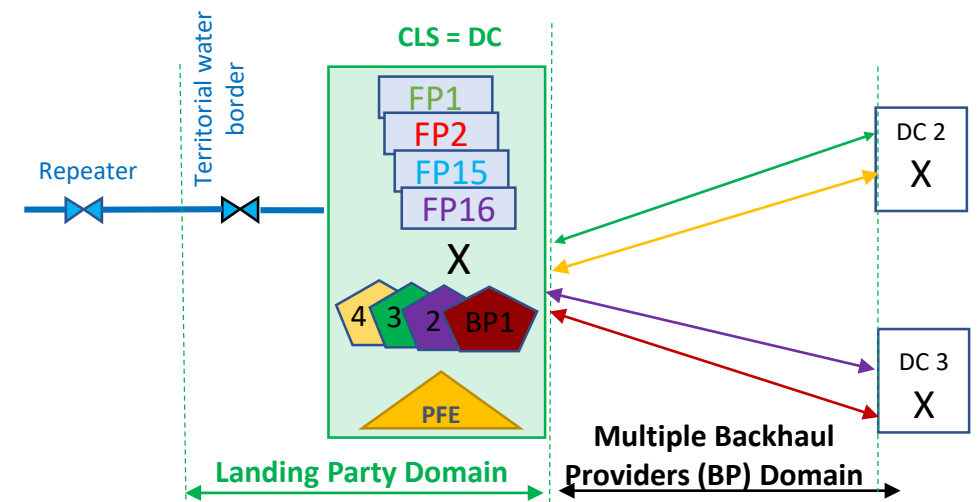 CLS = DC
Territorial water
border
Repeater
FP1
FP2
FP15
FP16
X
4
3
2
BP1
PFE
DC 2
X
DC 3
X
Landing Party Domain
Multiple Backhaul
Providers (BP) Domain